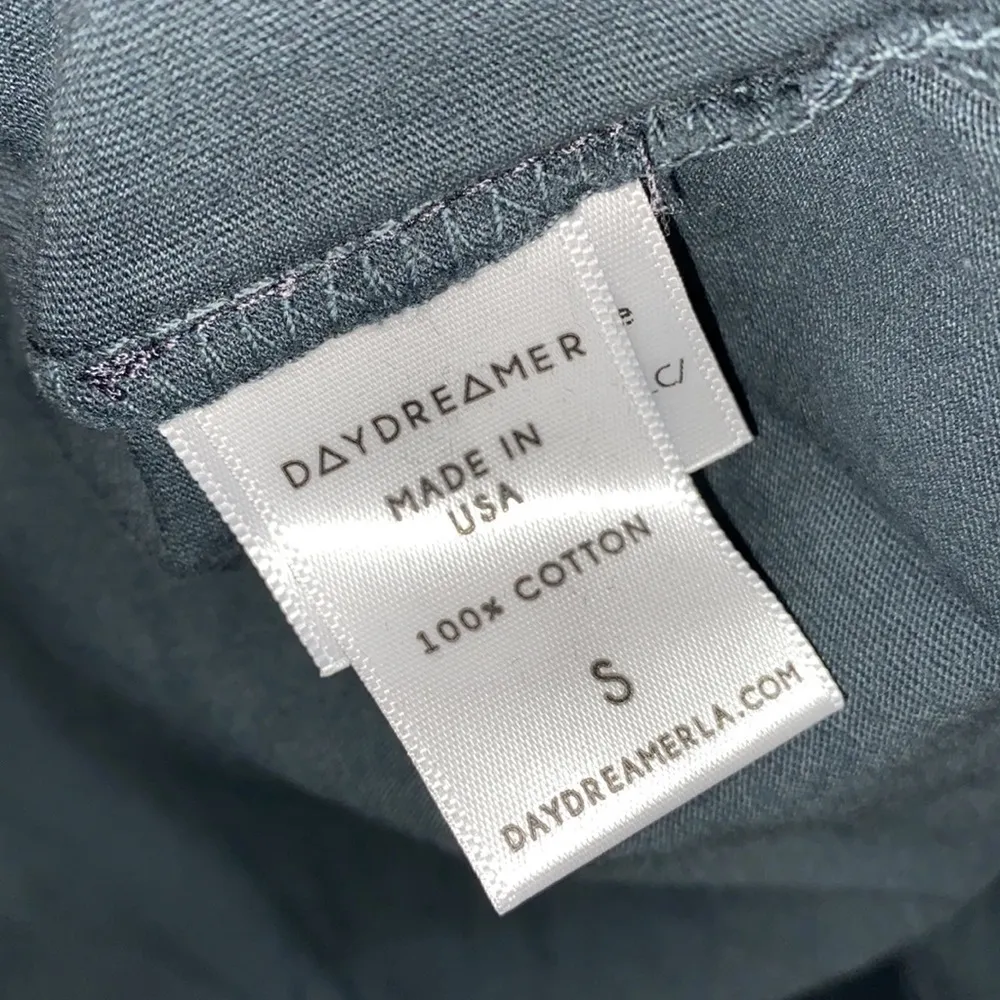 DAYDREAMER
MADE IN
USA
100% COTTON
S
DAYDREAMERLA.COM